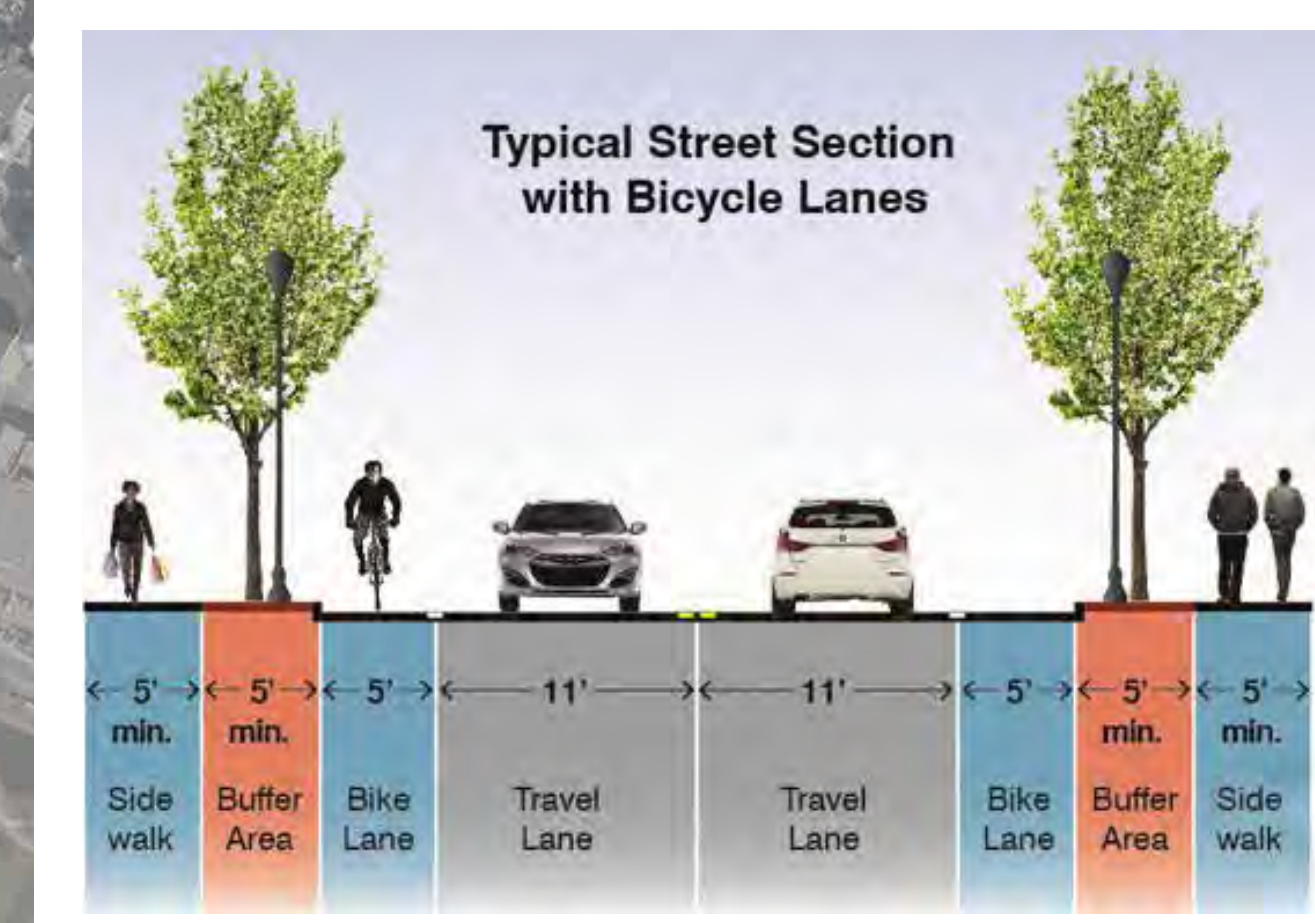 Typical Street Section
with Bicycle Lanes
5' 5' 5' 11' 11' 5' 5' 5'
min. min. min. min.
Side Buffer Bike Travel Travel Bike Buffer Side
walk Area Lane Lane Lane Lane Area walk